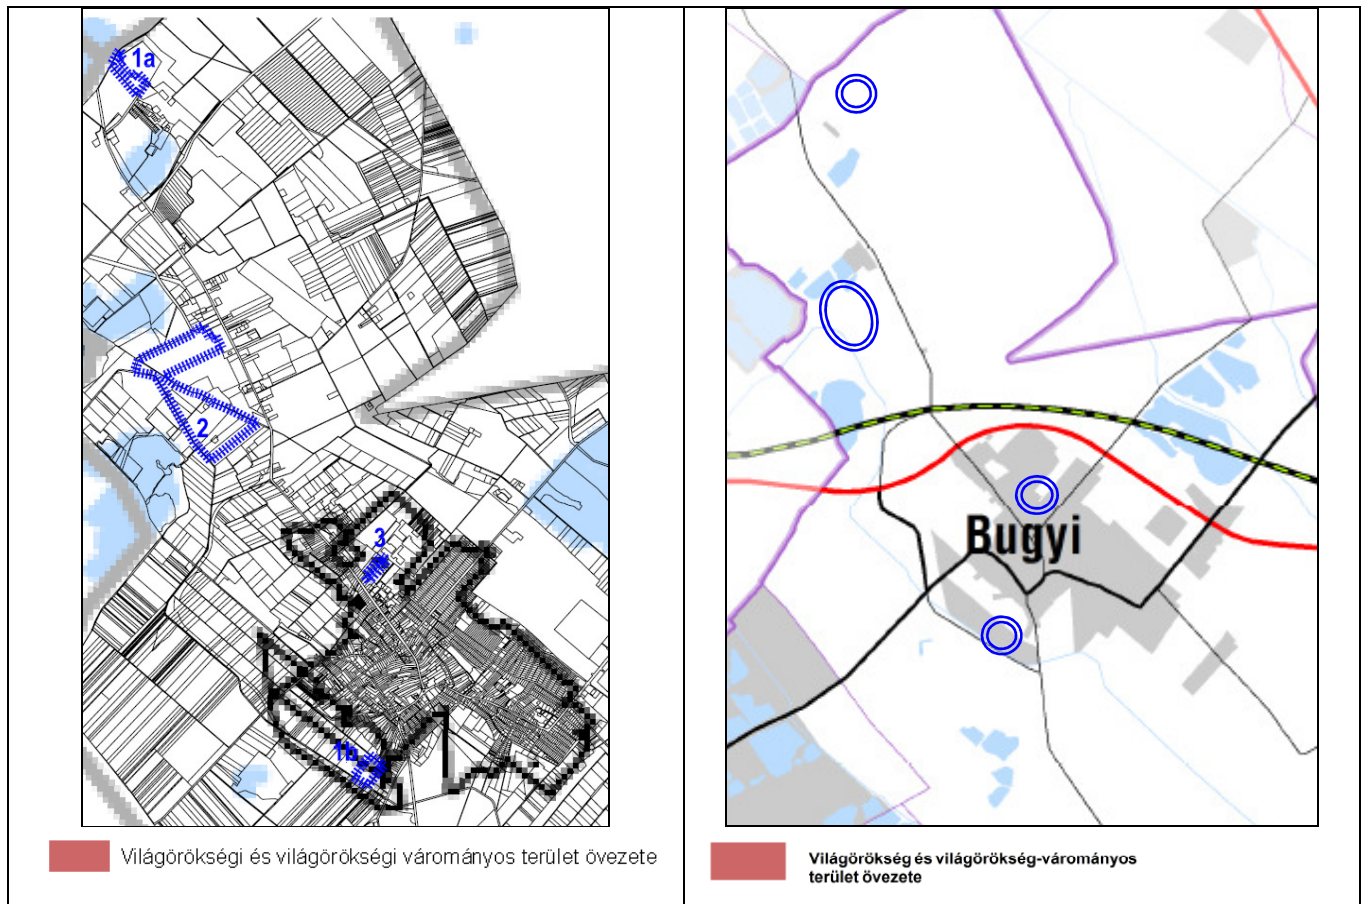 1a
2
3
1b
Világörökségi és világörökségi várományos terület övezete
Bugyi
Világörökség és világörökség-várományos
terület övezete